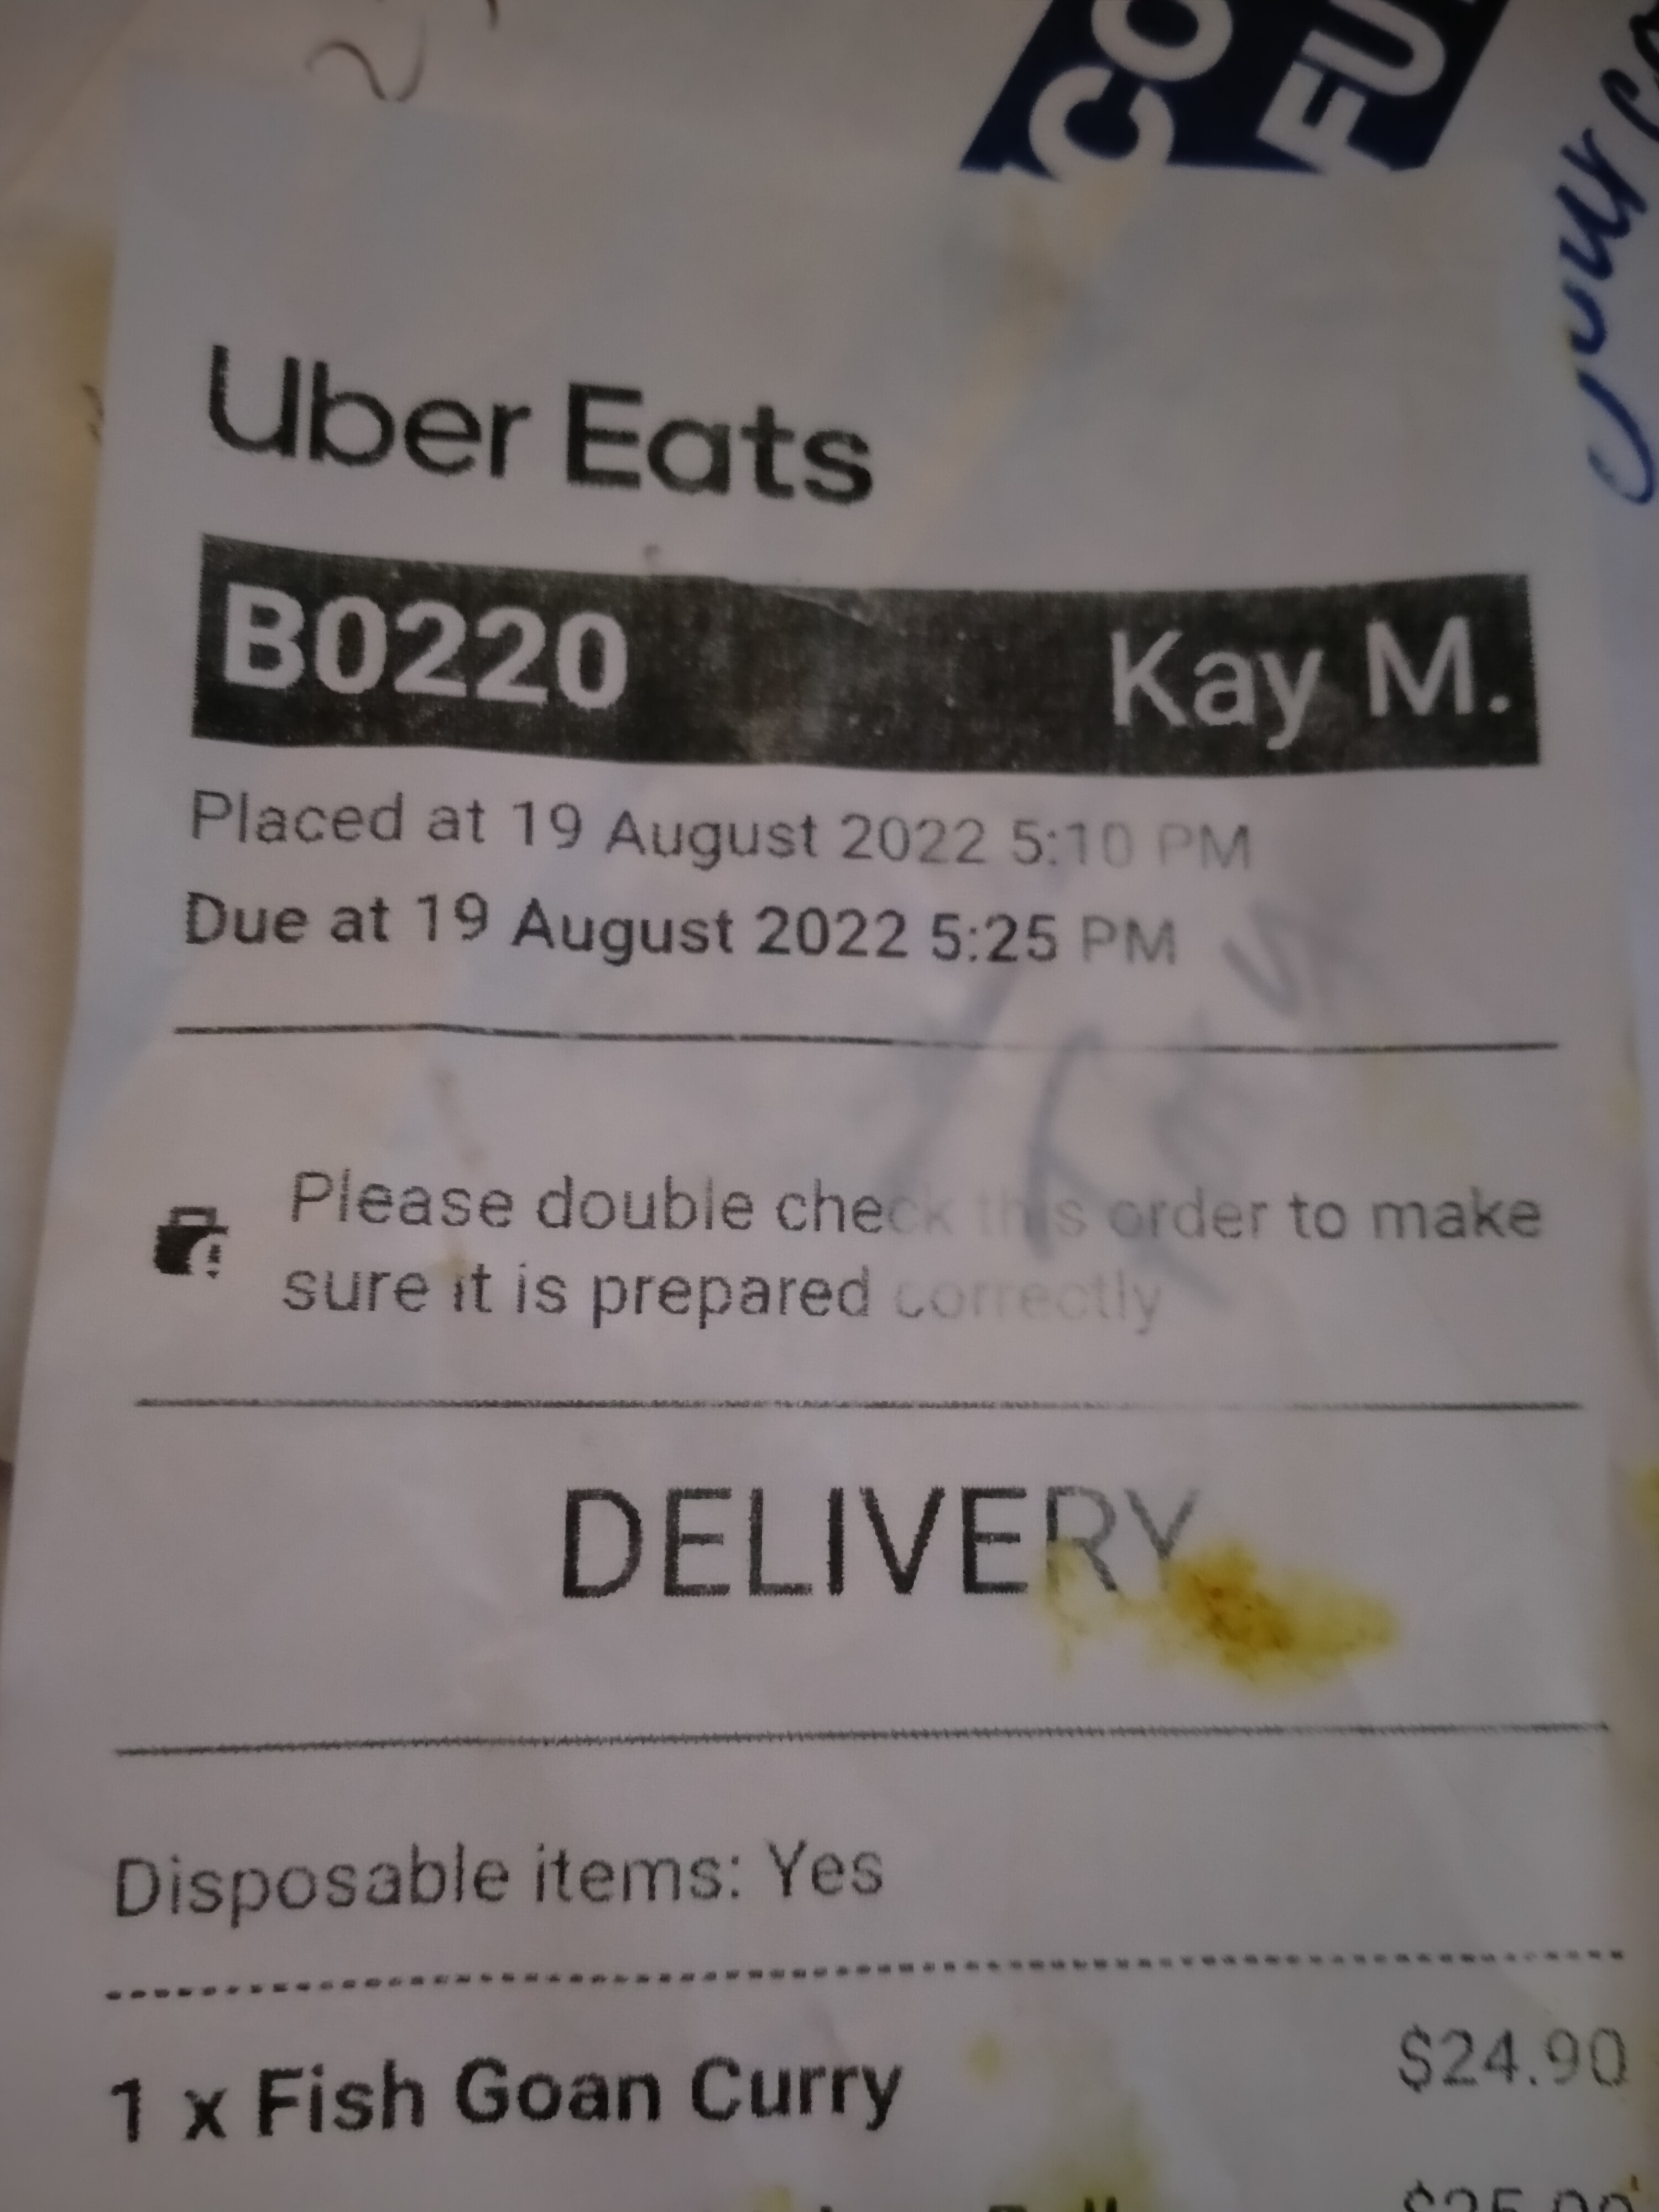 CO
FU
Uber Eats
B0220 Kay M.
Placed at 19 August 2022 5:10 PM
Due at 19 August 2022 5:25 PM
Please double check this order to make
sure it is prepared correctly
DELIVERY
Disposable items: Yes
1 x Fish Goan Curry $24.90